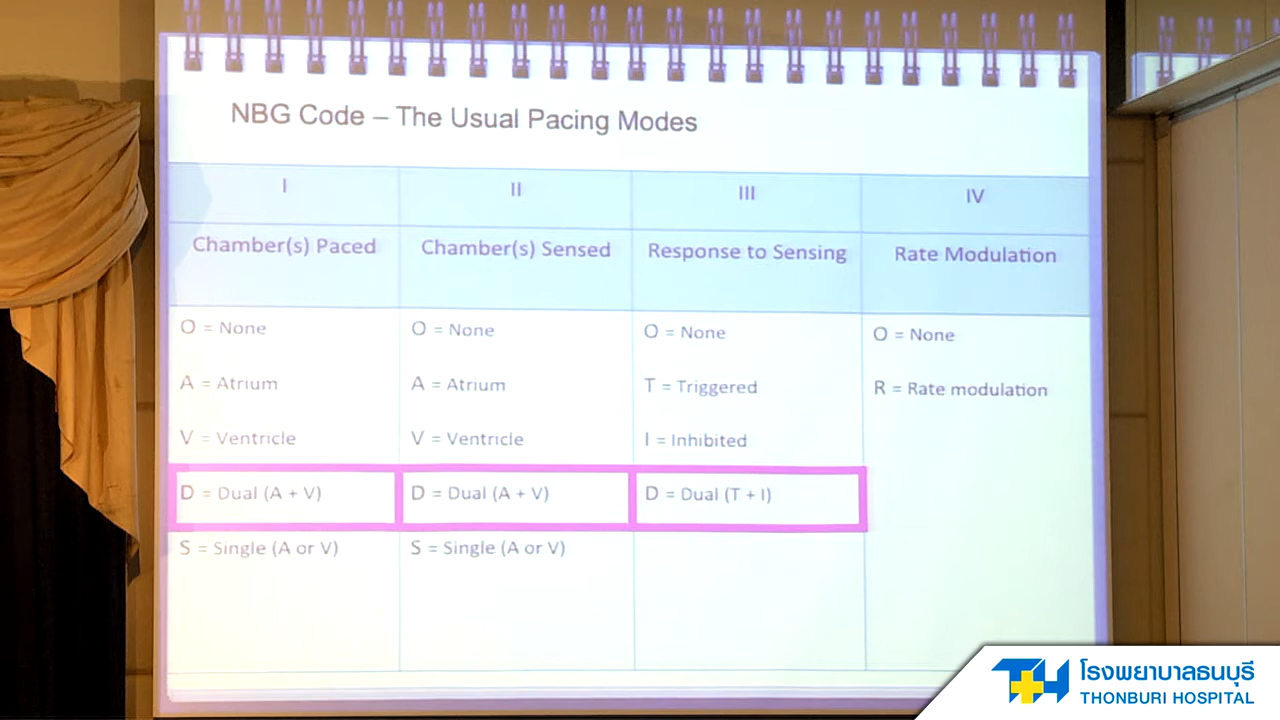 NBG Code – The Usual Pacing Modes
I II III IV
Chamber(s) Paced Chamber(s) Sensed Response to Sensing Rate Modulation
O = None O = None O = None O = None
A = Atrium A = Atrium T = Triggered R = Rate modulation
V = Ventricle V = Ventricle I = Inhibited
D = Dual (A + V) D = Dual (A + V) D = Dual (T + I)
S = Single (A or V) S = Single (A or V)
TH โรงพยาบาลธนบุรี
THONBURI HOSPITAL